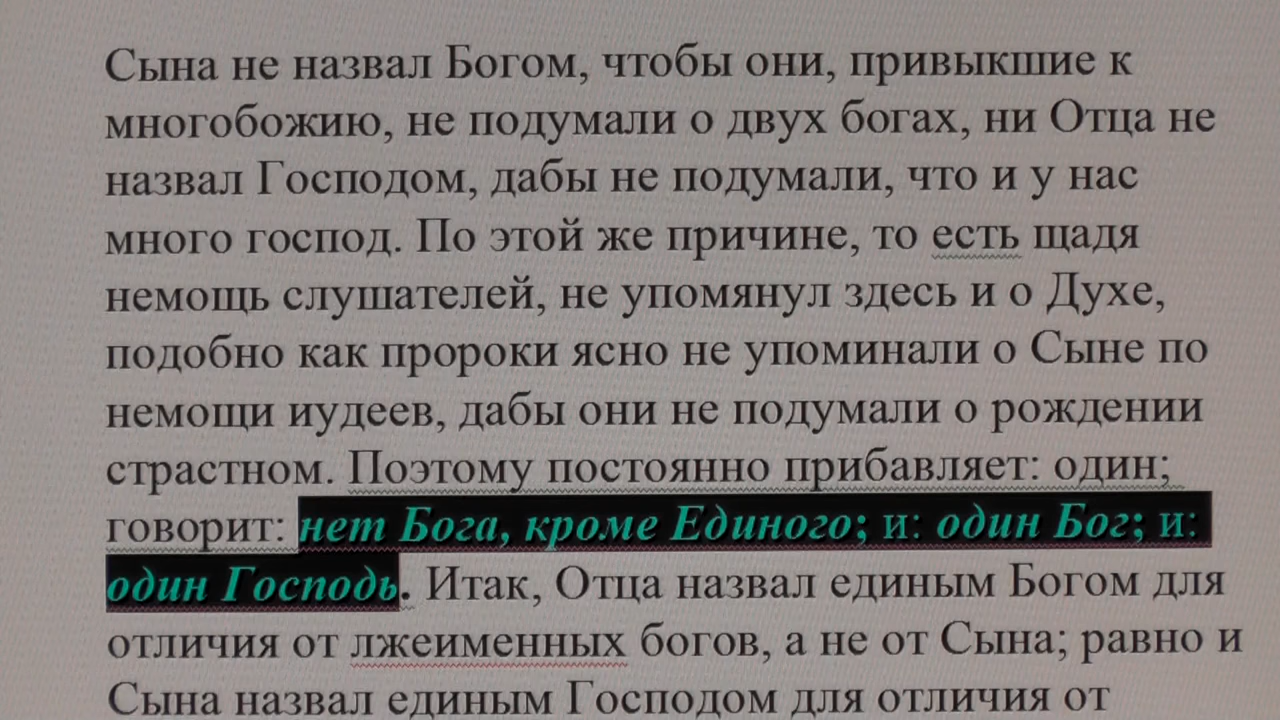 Сына не назвал Богом, чтобы они, привыкшие к
многобожию, не подумали о двух богах, ни Отца не
назвал Господом, дабы не подумали, что и у нас
много господ. По этой же причине, то есть щадя
немощь слушателей, не упомянул здесь и о Духе,
подобно как пророки ясно не упоминали о Сыне по
немощи иудеев, дабы они не подумали о рождении
страстном. Поэтому постоянно прибавляет: один;
говорит: нет Бога, кроме Единого; и: один Бог; и:
один Господь. Итак, Отца назвал единым Богом для
отличия от лжеименных богов, а не от Сына; равно и
Сына назвал единым Господом для отличия от